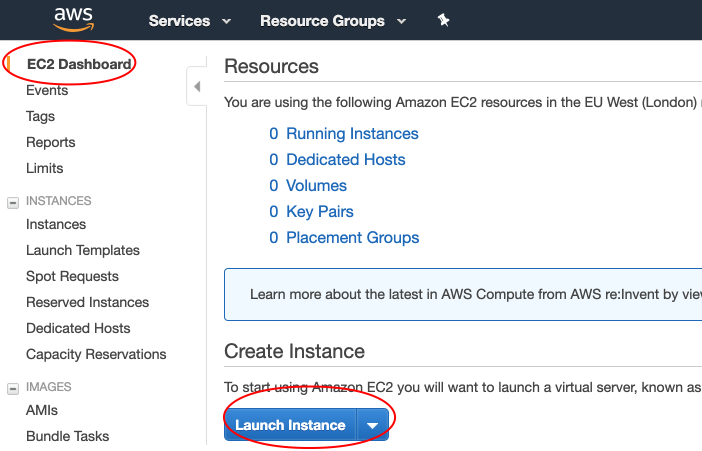 aws
Services
Resource Groups
EC2 Dashboard
Events
Tags
Reports
Limits
INSTANCES
Instances
Launch Templates
Spot Requests
Reserved Instances
Dedicated Hosts
Capacity Reservations
IMAGES
AMIs
Bundle Tasks
Resources
You are using the following Amazon EC2 resources in the EU West (London)
0 Running Instances
0 Dedicated Hosts
0 Volumes
0 Key Pairs
0 Placement Groups
Learn more about the latest in AWS Compute from AWS re:Invent by
Create Instance
To start using Amazon EC2 you will want to launch a virtual server, known as
Launch Instance